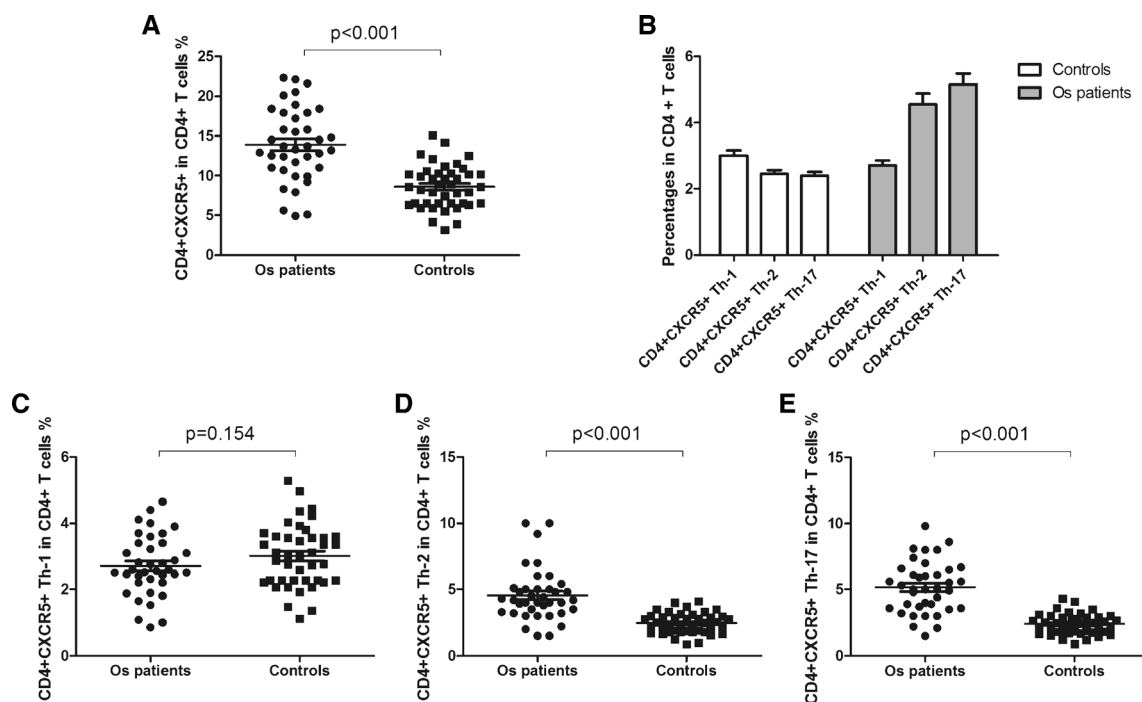 A
p<0.001
CD4+CXCR5+ in CD4+ T cells %
25
20
15
10
5
0
Os patients
Controls
B
Percentages in CD4 + T cells
6
4
2
0
Controls
Os patients
CD4+CXCR5+ Th-1
CD4+CXCR5+ Th-2
CD4+CXCR5+ Th-17
CD4+CXCR5+ Th-1
CD4+CXCR5+ Th-2
CD4+CXCR5+ Th-17
C
p=0.154
CD4+CXCR5+ Th-1 in CD4+ T cells %
6
4
2
0
Os patients
Controls
D
p<0.001
CD4+CXCR5+ Th-2 in CD4+ T cells %
15
10
5
0
Os patients
Controls
E
p<0.001
CD4+CXCR5+ Th-17 in CD4+ T cells %
15
10
5
0
Os patients
Controls